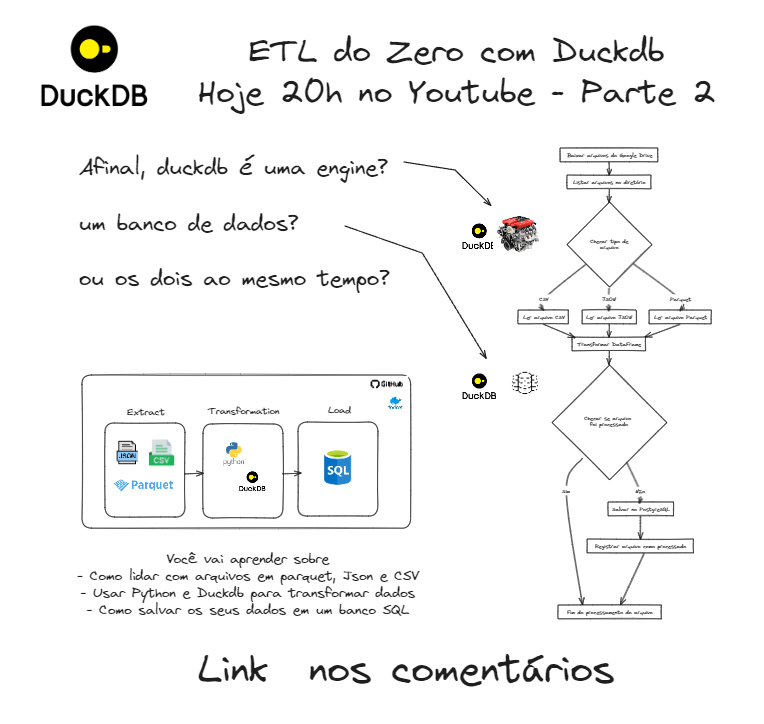 DuckDB
ETL do Zero com Duckdb
Hoje 20h no Youtube - Parte 2
Afinal, duckdb é uma engine?
um banco de dados?
ou os dois ao mesmo tempo?
DuckDB
DuckDB
GitHub
docker
Extract
Transformation
Load
JSON
CSV
Parquet
python
DuckDB
SQL
Você vai aprender sobre
- Como lidar com arquivos em parquet, Json e CSV
- Usar Python e Duckdb para transformar dados
- Como salvar os seus dados em um banco SQL
Baixar arquivos do Google Drive
Listar arquivos no diretório
Checar tipo de
arquivo
CSV
JSON
Parquet
Ler arquivo CSV
Ler arquivo JSON
Ler arquivo Parquet
Transformar DataFrame
Checar se arquivo
foi processado
Sim
Não
Salvar no PostgreSQL
Registrar arquivo como processado
Fim do processamento do arquivo
Link nos comentários